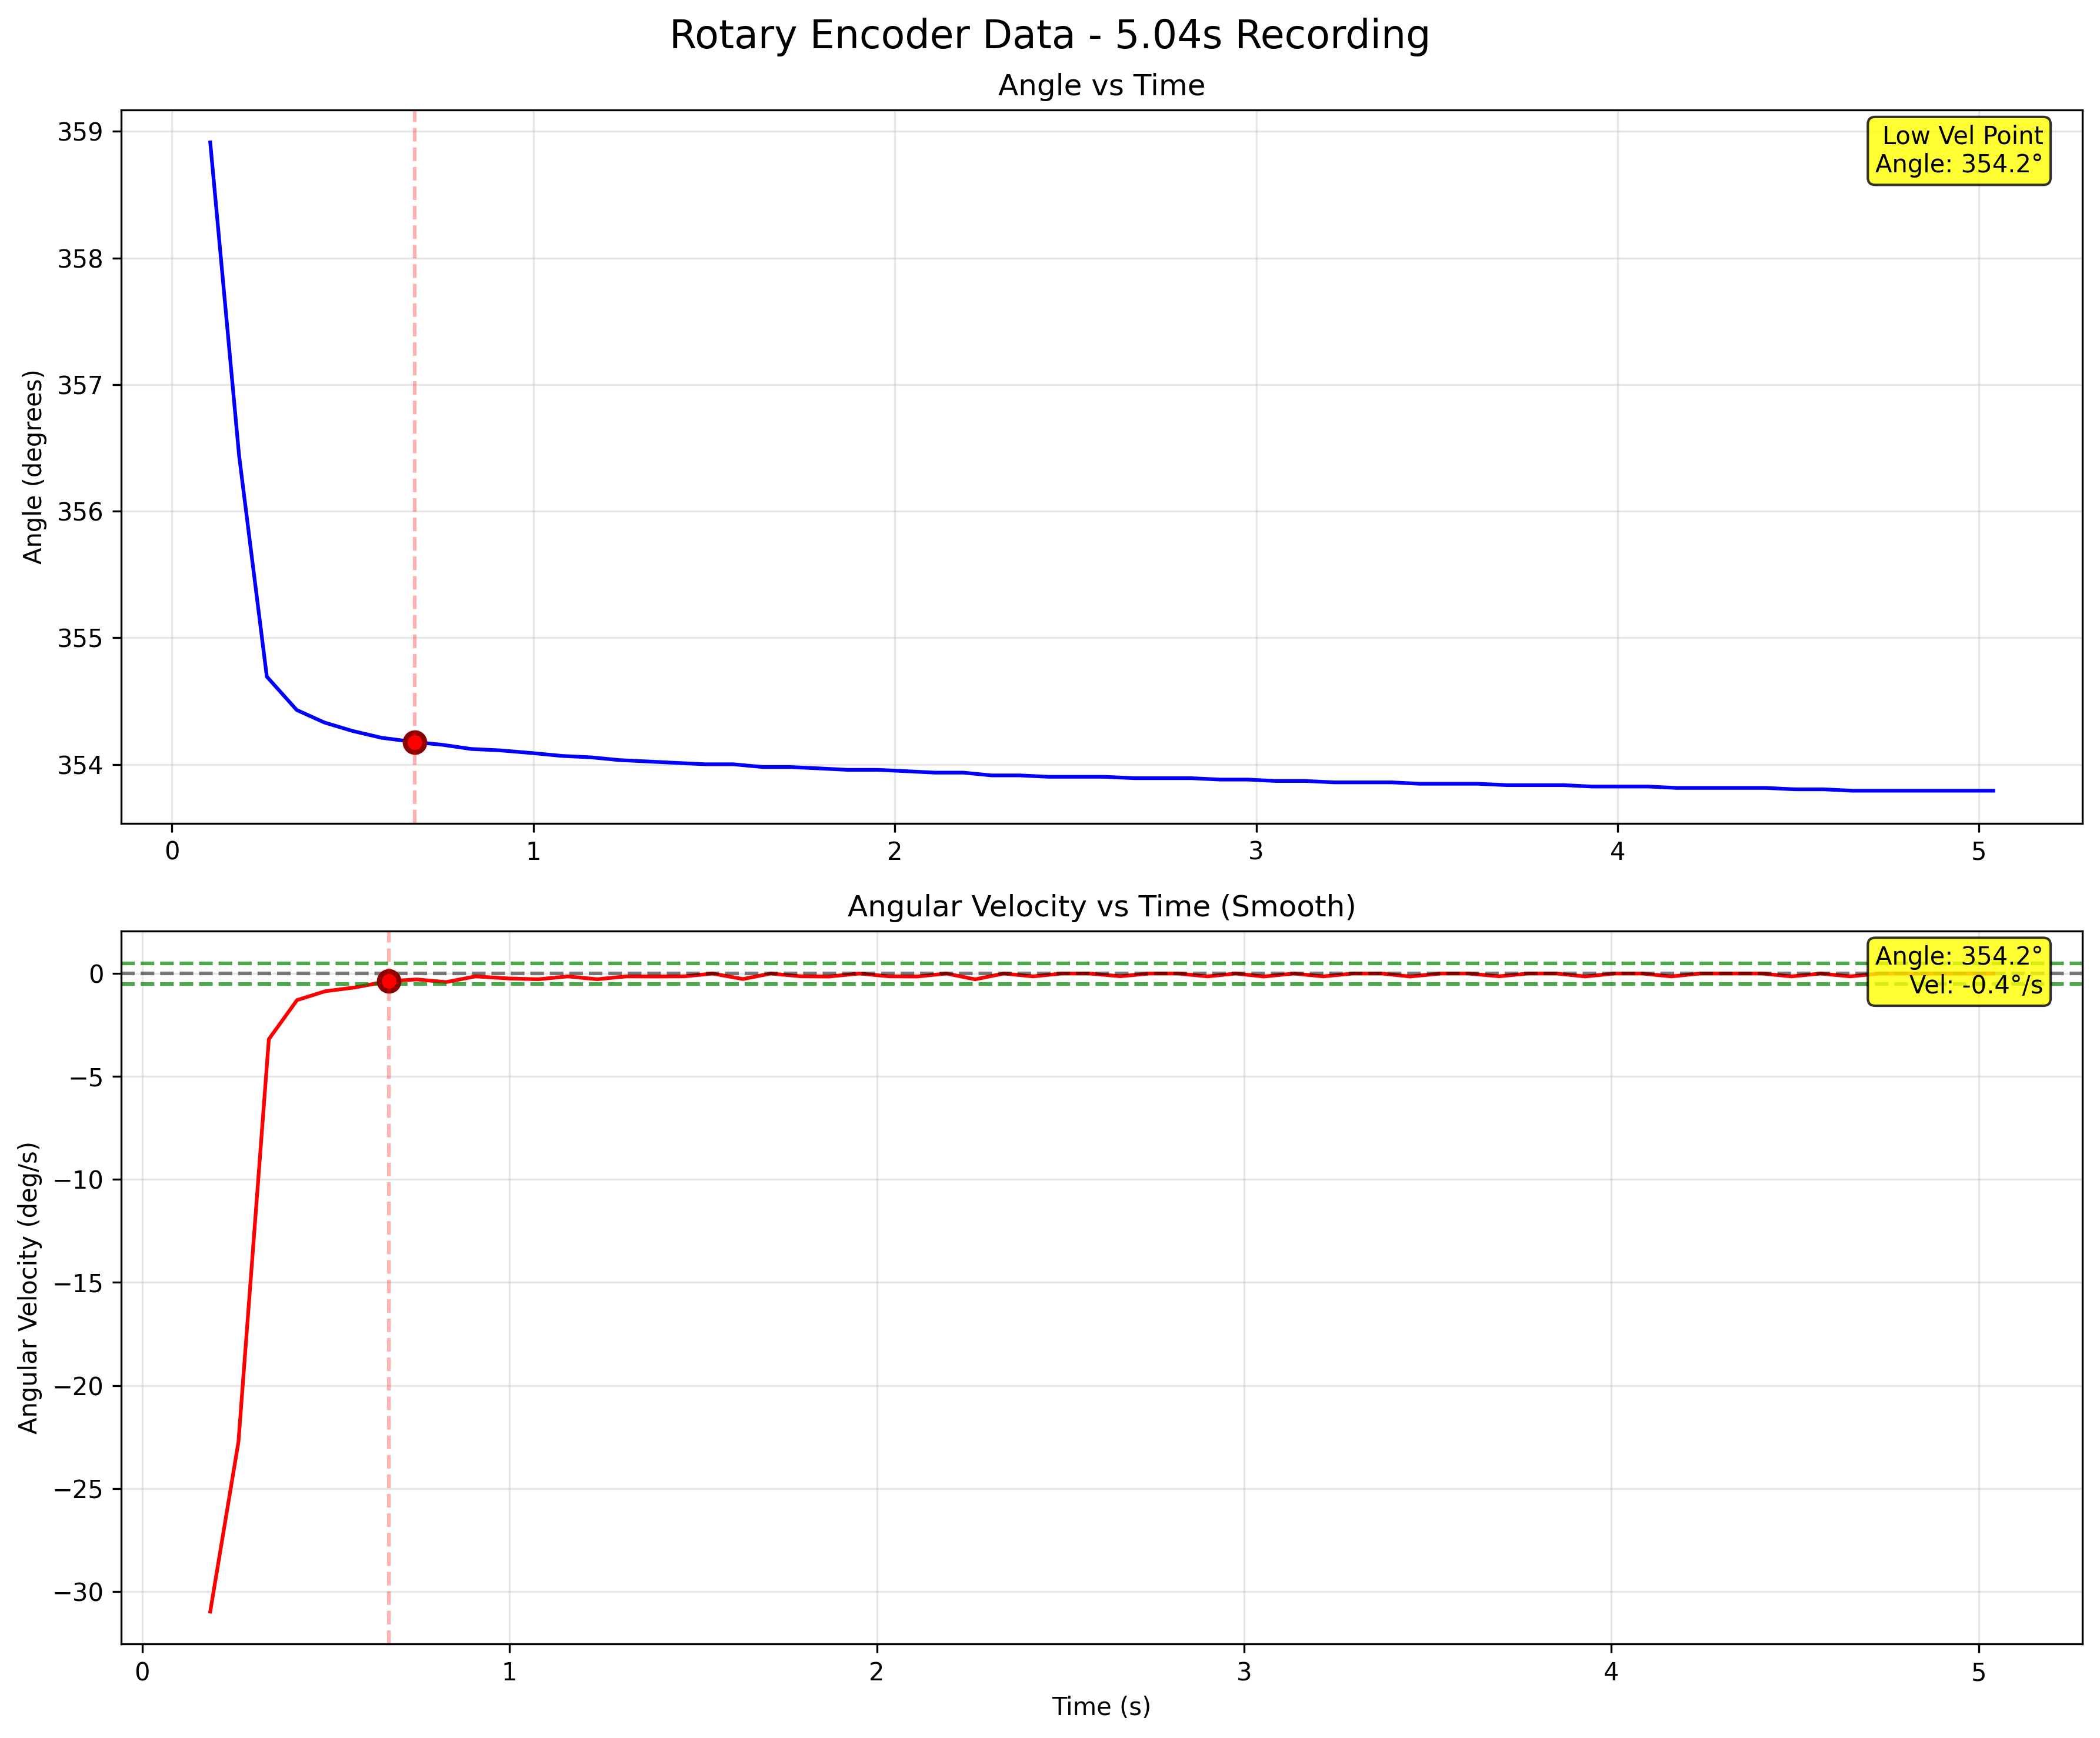 Rotary Encoder Data - 5.04s Recording
Angle vs Time
Angle (degrees)
359
358
357
356
355
354
Low Vel Point
Angle: 354.2°
0 1 2 3 4 5
Angular Velocity vs Time (Smooth)
Angular Velocity (deg/s)
0
−5
−10
−15
−20
−25
−30
Angle: 354.2°
Vel: -0.4°/s
0 1 2 3 4 5
Time (s)